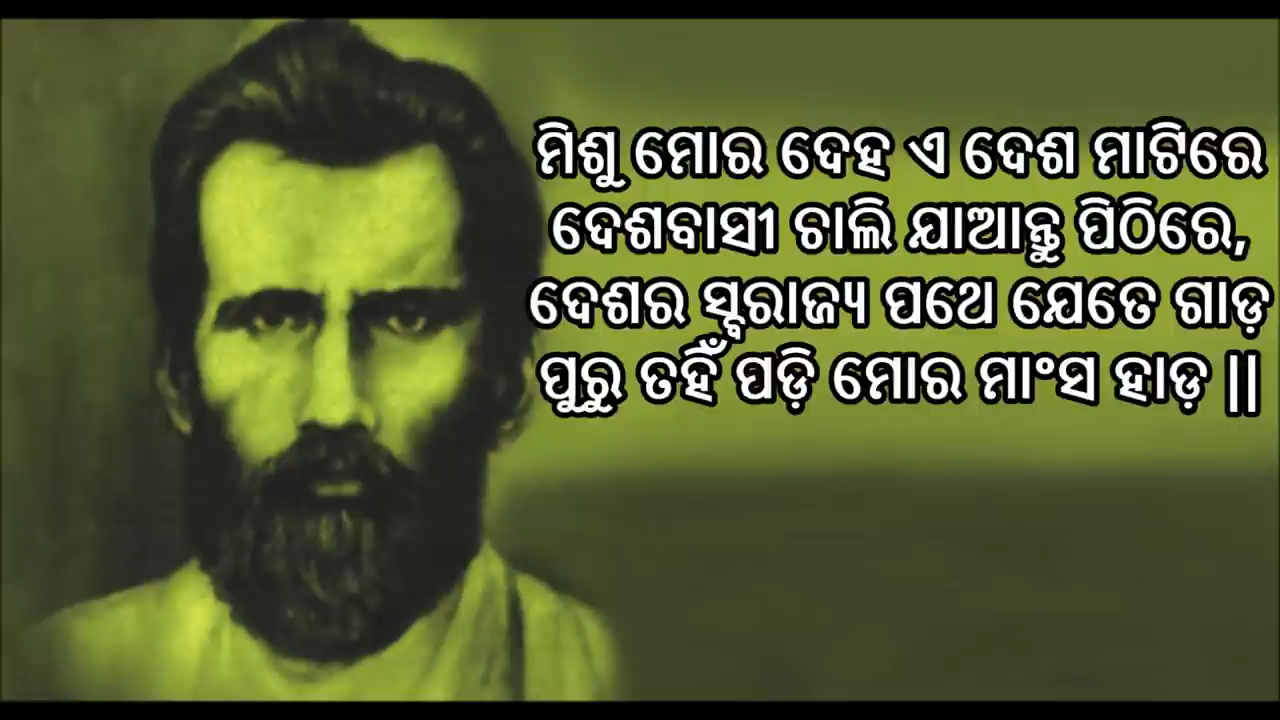 ମିଶୁ ମୋର ଦେହ ଏ ଦେଶ ମାଟିରେ
ଦେଶବାସୀ ଚାଲି ଯାଆନ୍ତୁ ପିଠିରେ,
ଦେଶର ସ୍ବରାଜ୍ୟ ପଥେ ଯେତେ ଗାଡ଼
ପୁରୁ ତହିଁ ପଡ଼ି ମୋର ମାଂସ ହାଡ଼ ||